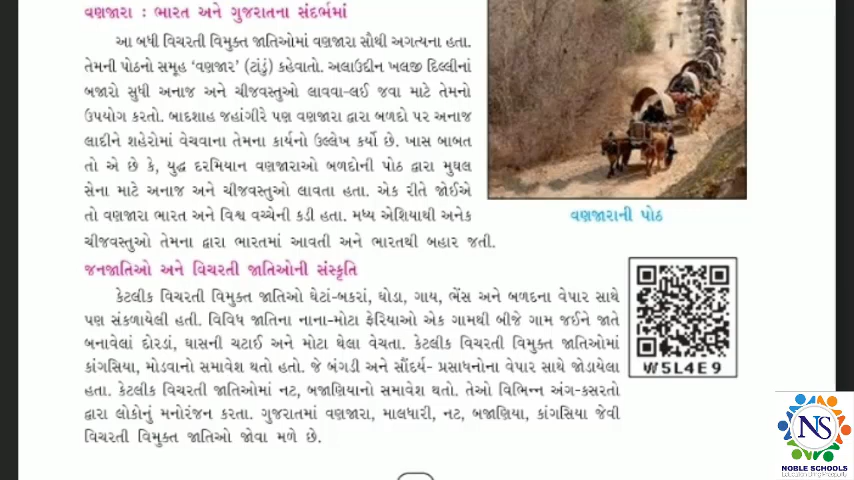 વણજારા : ભારત અને ગુજરાતના સંદર્ભમાં
આ બધી વિચરતી વિમુક્ત જાતિઓમાં વણજારા સૌથી અગત્યના હતા.
તેમની પોઠનો સમૂહ ‘વણજાર’ (ટાંડું) કહેવાતો. અલાઉદ્દીન ખલજી દિલ્લીનાં
બજારો સુધી અનાજ અને ચીજવસ્તુઓ લાવવા-લઈ જવા માટે તેમનો
ઉપયોગ કરતો. બાદશાહ જહાંગીરે પણ વણજારા દ્વારા બળદો પર અનાજ
લાદીને શહેરોમાં વેચવાના તેમના કાર્યનો ઉલ્લેખ કર્યો છે. ખાસ બાબત
તો એ છે કે, યુદ્ધ દરમિયાન વણજારાઓ બળદોની પોઠ દ્વારા મુઘલ
સેના માટે અનાજ અને ચીજવસ્તુઓ લાવતા હતા. એક રીતે જોઈએ
તો વણજારા ભારત અને વિશ્વ વચ્ચેની કડી હતા. મધ્ય એશિયાથી અનેક
ચીજવસ્તુઓ તેમના દ્વારા ભારતમાં આવતી અને ભારતથી બહાર જતી.
વણજારાની પોઠ
જનજાતિઓ અને વિચરતી જાતિઓની સંસ્કૃતિ
કેટલીક વિચરતી વિમુક્ત જાતિઓ ઘેટાં-બકરાં, ઘોડા, ગાય, ભેંસ અને બળદના વેપાર સાથે
પણ સંકળાયેલી હતી. વિવિધ જાતિના નાના-મોટા ફેરિયાઓ એક ગામથી બીજે ગામ જઈને જાતે
બનાવેલાં દોરડાં, ઘાસની ચટાઈ અને મોટા થેલા વેચતા. કેટલીક વિચરતી વિમુક્ત જાતિઓમાં
કાંગસિયા, મોડવાનો સમાવેશ થતો હતો. જે બંગડી અને સૌંદર્ય- પ્રસાધનોના વેપાર સાથે જોડાયેલા
હતા. કેટલીક વિચરતી જાતિઓમાં નટ, બજાણિયાનો સમાવેશ થતો. તેઓ વિભિન્ન અંગ-કસરતો
દ્વારા લોકોનું મનોરંજન કરતા. ગુજરાતમાં વણજારા, માલધારી, નટ, બજાણિયા, કાંગસિયા જેવી
વિચરતી વિમુક્ત જાતિઓ જોવા મળે છે.
W5L4E9
NS
NOBLE SCHOOLS